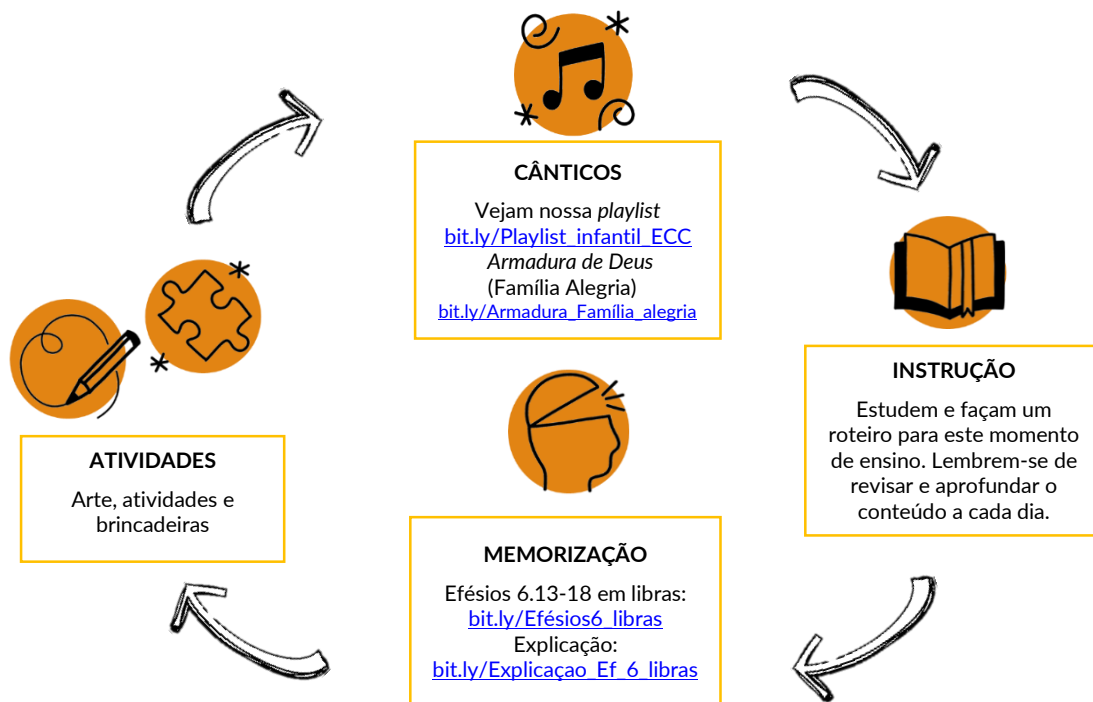 CÂNTICOS
Vejam nossa playlist
bit.ly/Playlist_infantil_ECC
Armadura de Deus
(Família Alegria)
bit.ly/Armadura_Família_alegria
INSTRUÇÃO
Estudem e façam um
roteiro para este momento
de ensino. Lembrem-se de
revisar e aprofundar o
conteúdo a cada dia.
MEMORIZAÇÃO
Efésios 6.13-18 em libras:
bit.ly/Efésios6_libras
Explicação:
bit.ly/Explicaçao_Ef_6_libras
ATIVIDADES
Arte, atividades e
brincadeiras